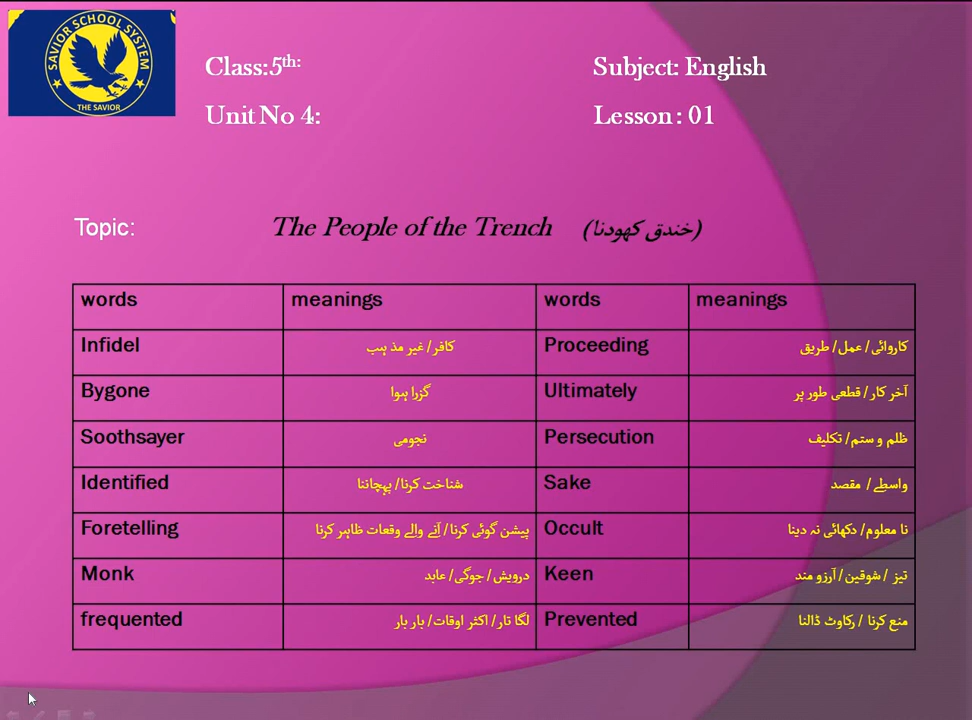 SAVIOR SCHOOL SYSTEM
THE SAVIOR
Class:5th:
Subject: English
Unit No 4:
Lesson : 01
Topic: The People of the Trench (خندق کھودنا)
words meanings words meanings
Infidel کافر/ غیر مذ ہب Proceeding کاروائی/ عمل/ طریق
Bygone گزرا ہوا Ultimately آخر کار/ قطعی طور پر
Soothsayer نجومی Persecution ظلم و ستم/ تکلیف
Identified شناخت کرنا/ پہچاننا Sake واسطے/ مقصد
Foretelling پیشن گوئی کرنا/ آنے والے وقعات ظاہر کرنا Occult نا معلوم/ دکھائی نہ دینا
Monk درویش/ جوگی/ عابد Keen تیز / شوقین/ آرزو مند
frequented لگا تار/ اکثر اوقات/ بار بار Prevented منع کرنا / رکاوٹ ڈالنا